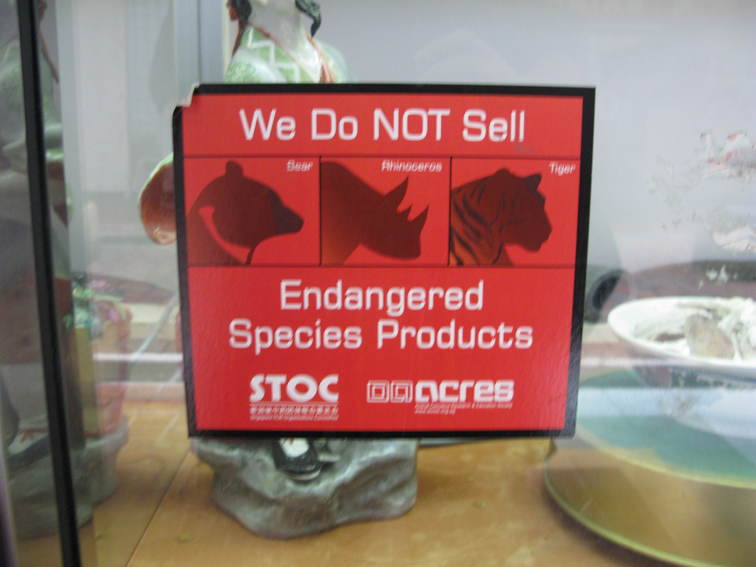 We Do NOT Sell
Bear
Rhinoceros
Tiger
Endangered
Species Products
STOC
acres